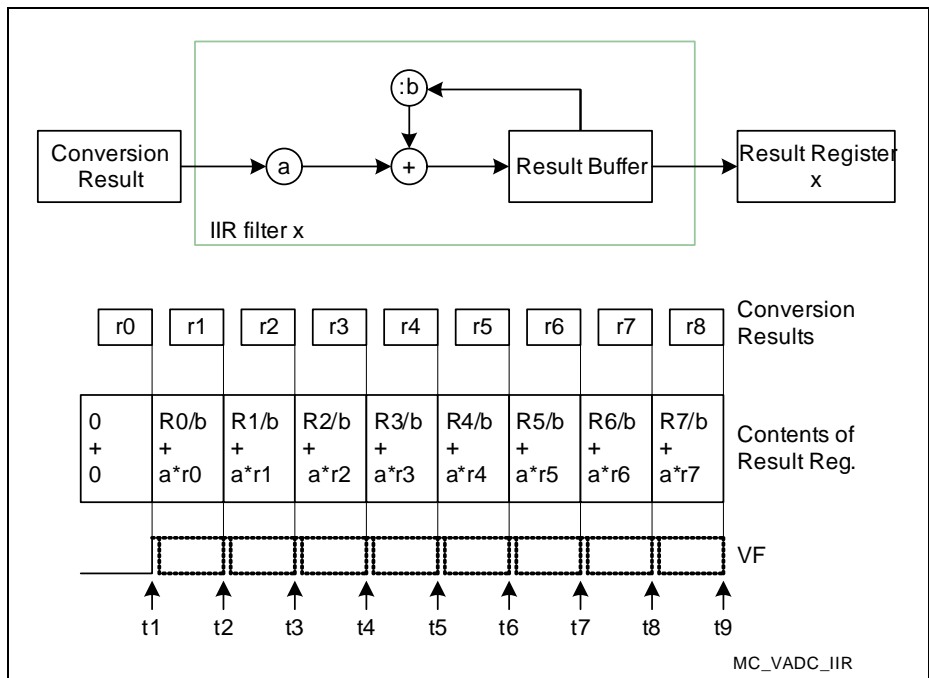 :b
Conversion
Result
a
+
Result Buffer
Result Register
x
IIR filter x
r0 r1 r2 r3 r4 r5 r6 r7 r8
Conversion
Results
0 R0/b R1/b R2/b R3/b R4/b R5/b R6/b R7/b
+ + + + + + + + +
0 a*r0 a*r1 a*r2 a*r3 a*r4 a*r5 a*r6 a*r7
Contents of
Result Reg.
VF
t1 t2 t3 t4 t5 t6 t7 t8 t9
MC_VADC_IIR